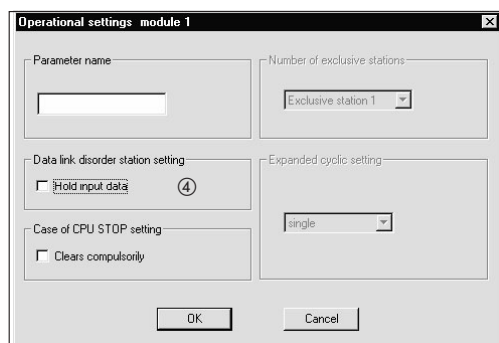 Operational settings module 1
Parameter name
Number of exclusive stations
Exclusive station 1
Data link disorder station setting
Hold input data
④
Expanded cyclic setting
single
Case of CPU STOP setting
Clears compulsorily
OK
Cancel